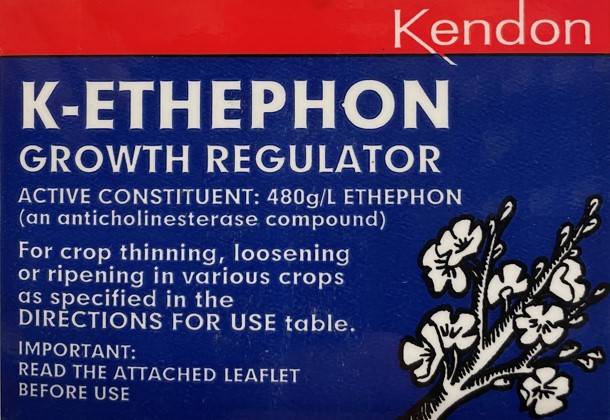 Kendon
K-ETHEPHON
GROWTH REGULATOR
ACTIVE CONSTITUENT: 480g/L ETHEPHON
(an anticholinesterase compound)
For crop thinning, loosening
or ripening in various crops
as specified in the
DIRECTIONS FOR USE table.
IMPORTANT:
READ THE ATTACHED LEAFLET
BEFORE USE